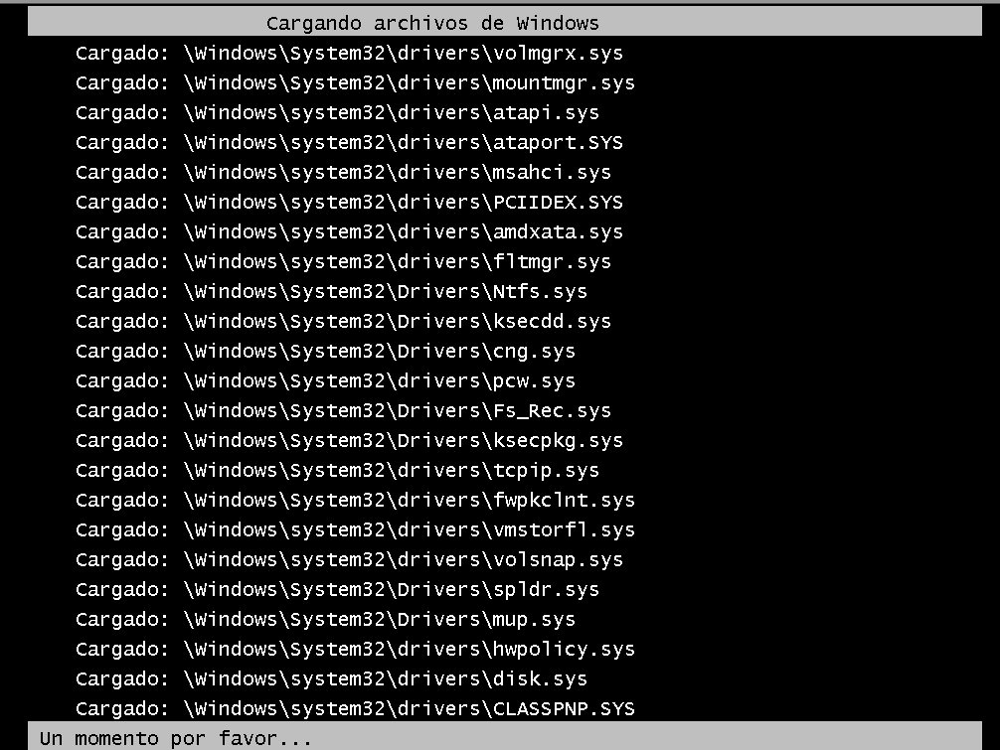 Cargando archivos de Windows
Cargado: \Windows\System32\drivers\volmgrx.sys
Cargado: \Windows\System32\drivers\mountmgr.sys
Cargado: \Windows\system32\drivers\atapi.sys
Cargado: \Windows\system32\drivers\ataport.SYS
Cargado: \Windows\system32\drivers\msahci.sys
Cargado: \Windows\system32\drivers\PCIIDEX.SYS
Cargado: \Windows\system32\drivers\amdxata.sys
Cargado: \Windows\system32\drivers\fltmgr.sys
Cargado: \Windows\System32\Drivers\Ntfs.sys
Cargado: \Windows\System32\Drivers\ksecdd.sys
Cargado: \Windows\System32\Drivers\cng.sys
Cargado: \Windows\System32\drivers\pcw.sys
Cargado: \Windows\System32\Drivers\Fs_Rec.sys
Cargado: \Windows\System32\Drivers\ksecpkg.sys
Cargado: \Windows\System32\drivers\tcpip.sys
Cargado: \Windows\System32\drivers\fwpkclnt.sys
Cargado: \Windows\system32\drivers\vmstorfl.sys
Cargado: \Windows\system32\drivers\volsnap.sys
Cargado: \Windows\System32\Drivers\spldr.sys
Cargado: \Windows\System32\Drivers\mup.sys
Cargado: \Windows\System32\drivers\hwpolicy.sys
Cargado: \Windows\system32\drivers\disk.sys
Cargado: \Windows\system32\drivers\CLASSPNP.SYS
Un momento por favor...